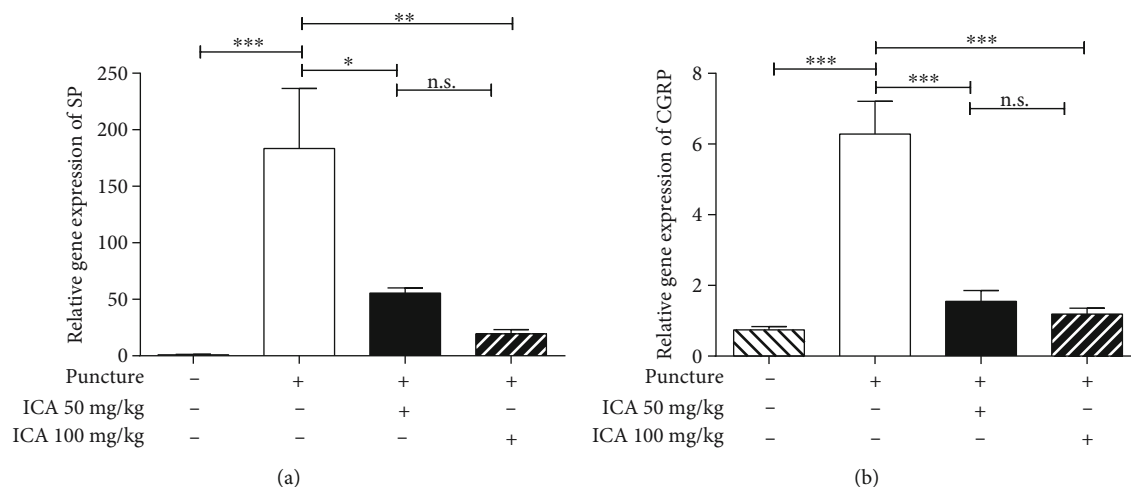 **
***
*
n.s.
Relative gene expression of SP
250
200
150
100
50
0
Puncture – + + +
ICA 50 mg/kg – – + –
ICA 100 mg/kg – – – +
(a)
***
***
***
n.s.
Relative gene expression of CGRP
8
6
4
2
0
Puncture – + + +
ICA 50 mg/kg – – + –
ICA 100 mg/kg – – – +
(b)